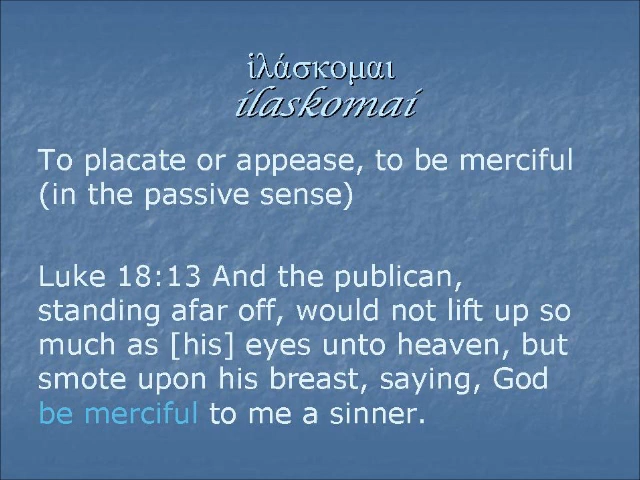 ἱλάσκομαι
ilaskomai
To placate or appease, to be merciful
(in the passive sense)
Luke 18:13 And the publican,
standing afar off, would not lift up so
much as [his] eyes unto heaven, but
smote upon his breast, saying, God
be merciful to me a sinner.